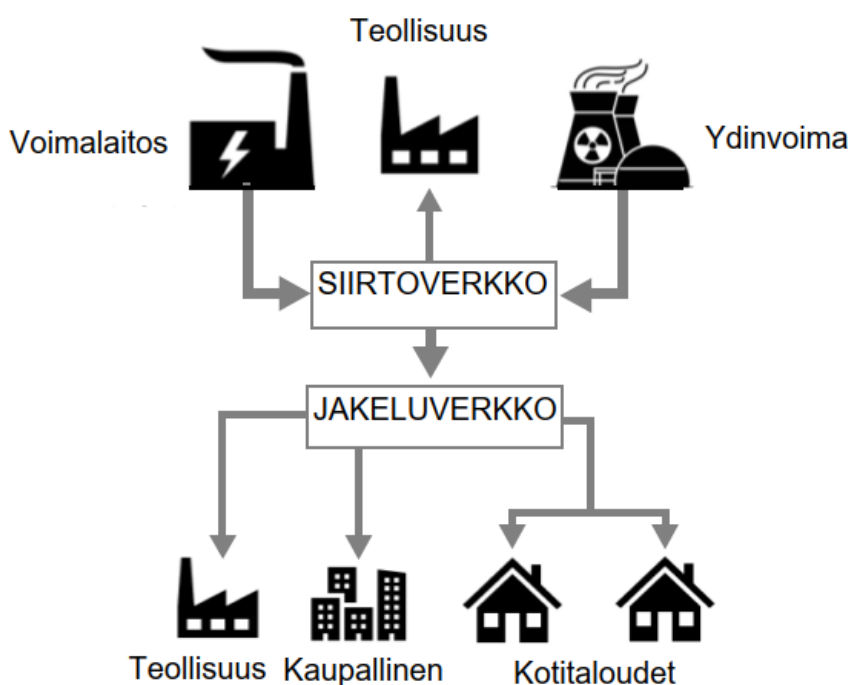 Teollisuus
Voimalaitos
Ydinvoima
SIIRTOVERKKO
JAKELUVERKKO
Teollisuus
Kaupallinen
Kotitaloudet